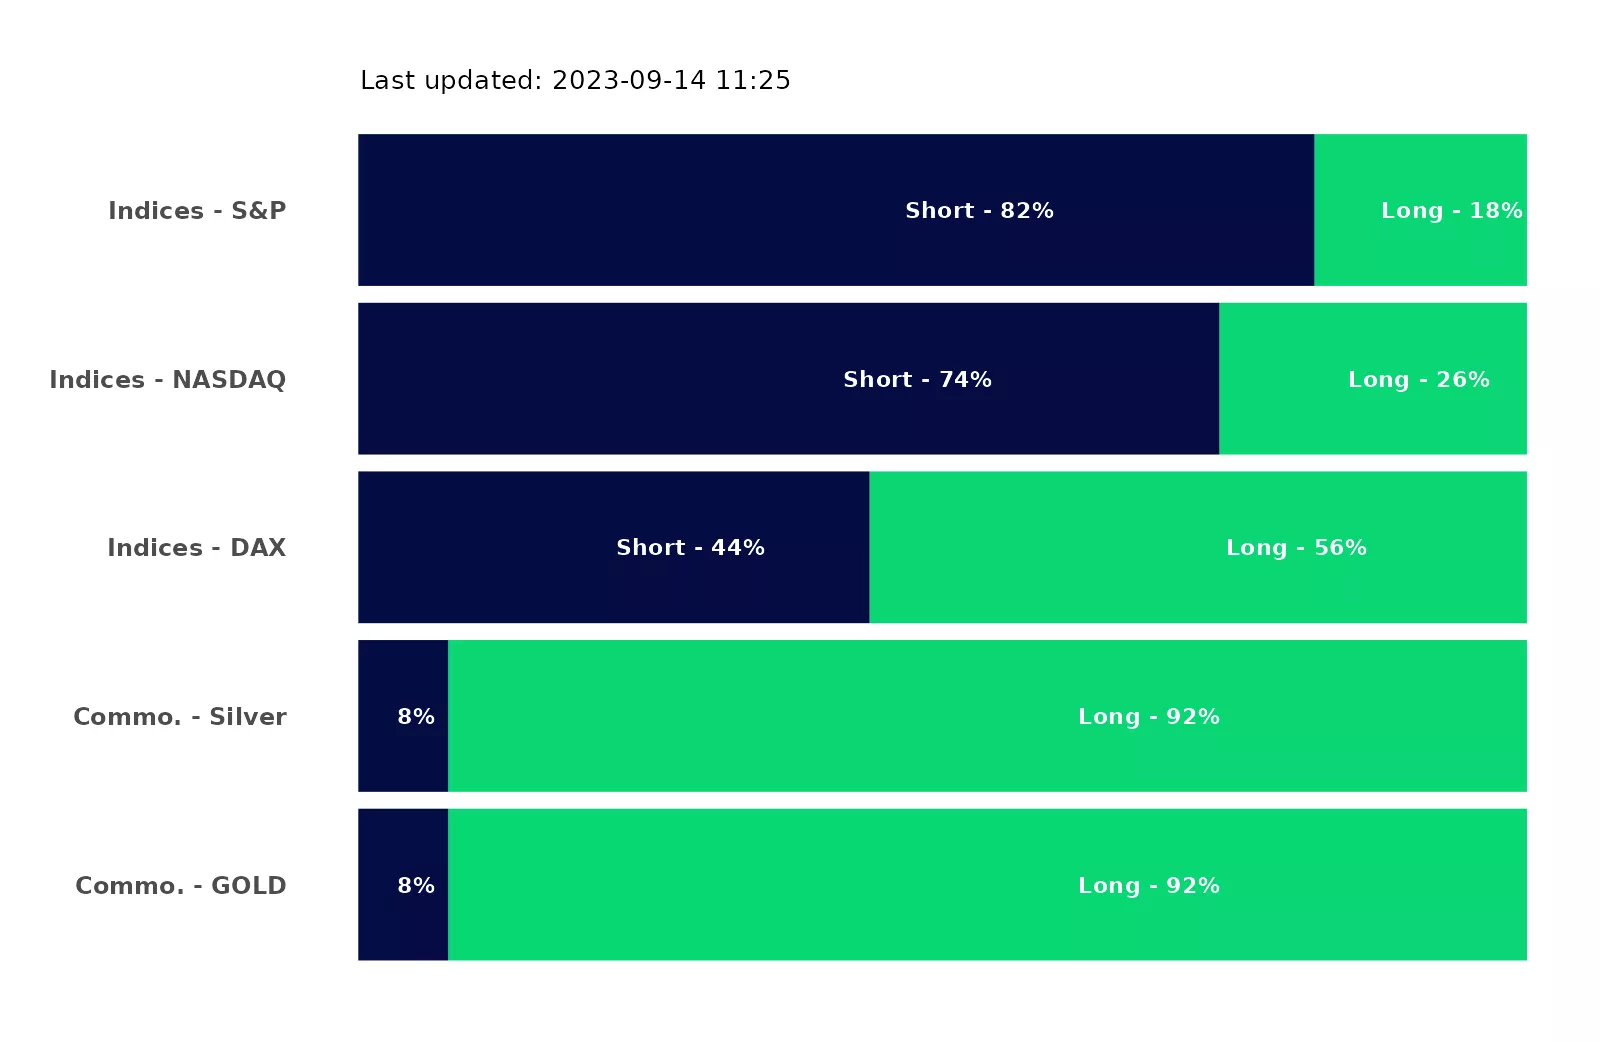 Last updated: 2023-09-14 11:25
Indices - S&P Short - 82% Long - 18%
Indices - NASDAQ Short - 74% Long - 26%
Indices - DAX Short - 44% Long - 56%
Commo. - Silver 8% Long - 92%
Commo. - GOLD 8% Long - 92%